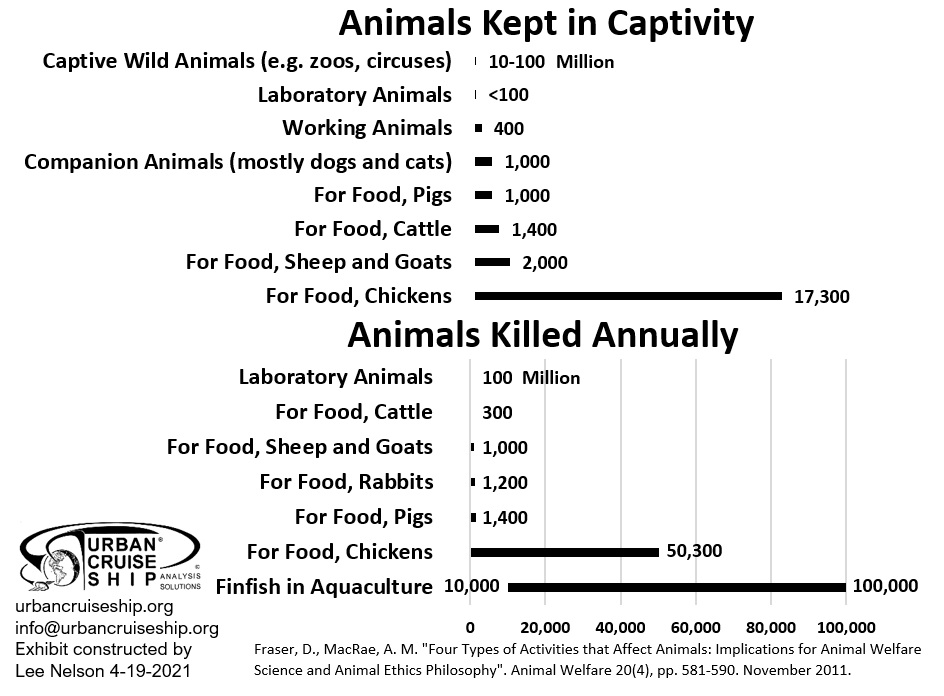 Animals Kept in Captivity
Captive Wild Animals (e.g. zoos, circuses) 10-100 Million
Laboratory Animals <100
Working Animals 400
Companion Animals (mostly dogs and cats) 1,000
For Food, Pigs 1,000
For Food, Cattle 1,400
For Food, Sheep and Goats 2,000
For Food, Chickens 17,300
Animals Killed Annually
Laboratory Animals 100 Million
For Food, Cattle 300
For Food, Sheep and Goats 1,000
For Food, Rabbits 1,200
For Food, Pigs 1,400
For Food, Chickens 50,300
Finfish in Aquaculture 10,000 100,000
0 20,000 40,000 60,000 80,000 100,000
URBAN®
CRUISE ©
SHIP ANALYSIS
SOLUTIONS
urbancruiseship.org
info@urbancruiseship.org
Exhibit constructed by
Lee Nelson 4-19-2021
Fraser, D., MacRae, A. M. "Four Types of Activities that Affect Animals: Implications for Animal Welfare
Science and Animal Ethics Philosophy". Animal Welfare 20(4), pp. 581-590. November 2011.